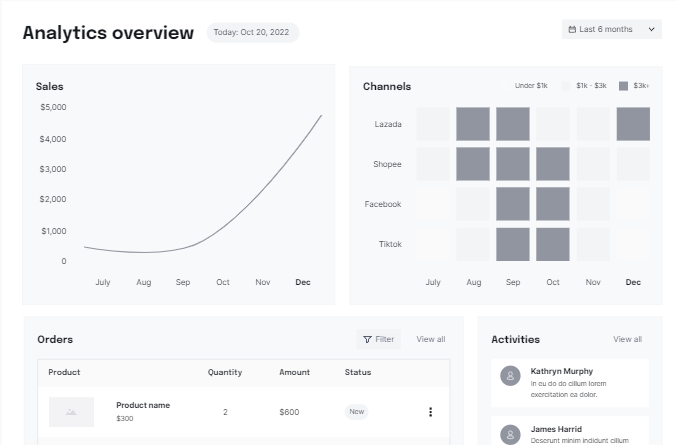 Analytics overview
Today: Oct 20, 2022
Last 6 months
Sales
$5,000
$4,000
$3,000
$2,000
$1,000
0
July Aug Sep Oct Nov Dec
Channels
Under $1k $1k - $3k $3k+
Lazada
Shopee
Facebook
Tiktok
July Aug Sep Oct Nov Dec
Orders
Filter
View all
Product Quantity Amount Status
Product name
$300
2 $600 New
Activities
View all
Kathryn Murphy
In eu do do cillum lorem
exercitation ea dolor.
James Harrid
Deserunt minim incidunt cillum